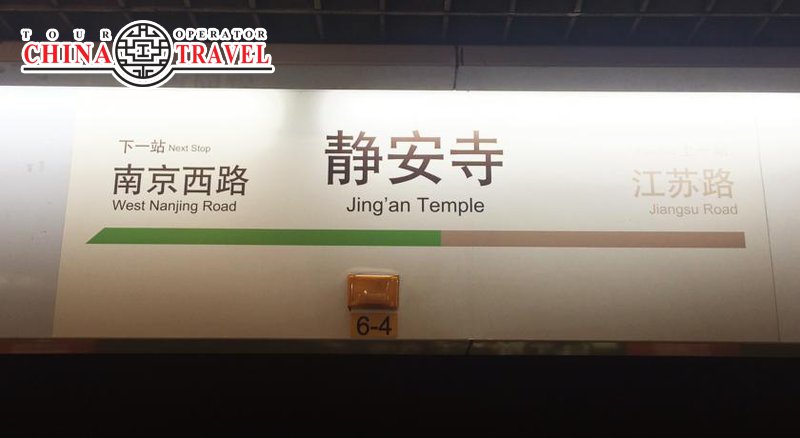 TOUR OPERATOR
CHINA TRAVEL
下一站 Next Stop
南京西路
West Nanjing Road
静安寺
Jing'an Temple
江苏路
Jiangsu Road
6-4